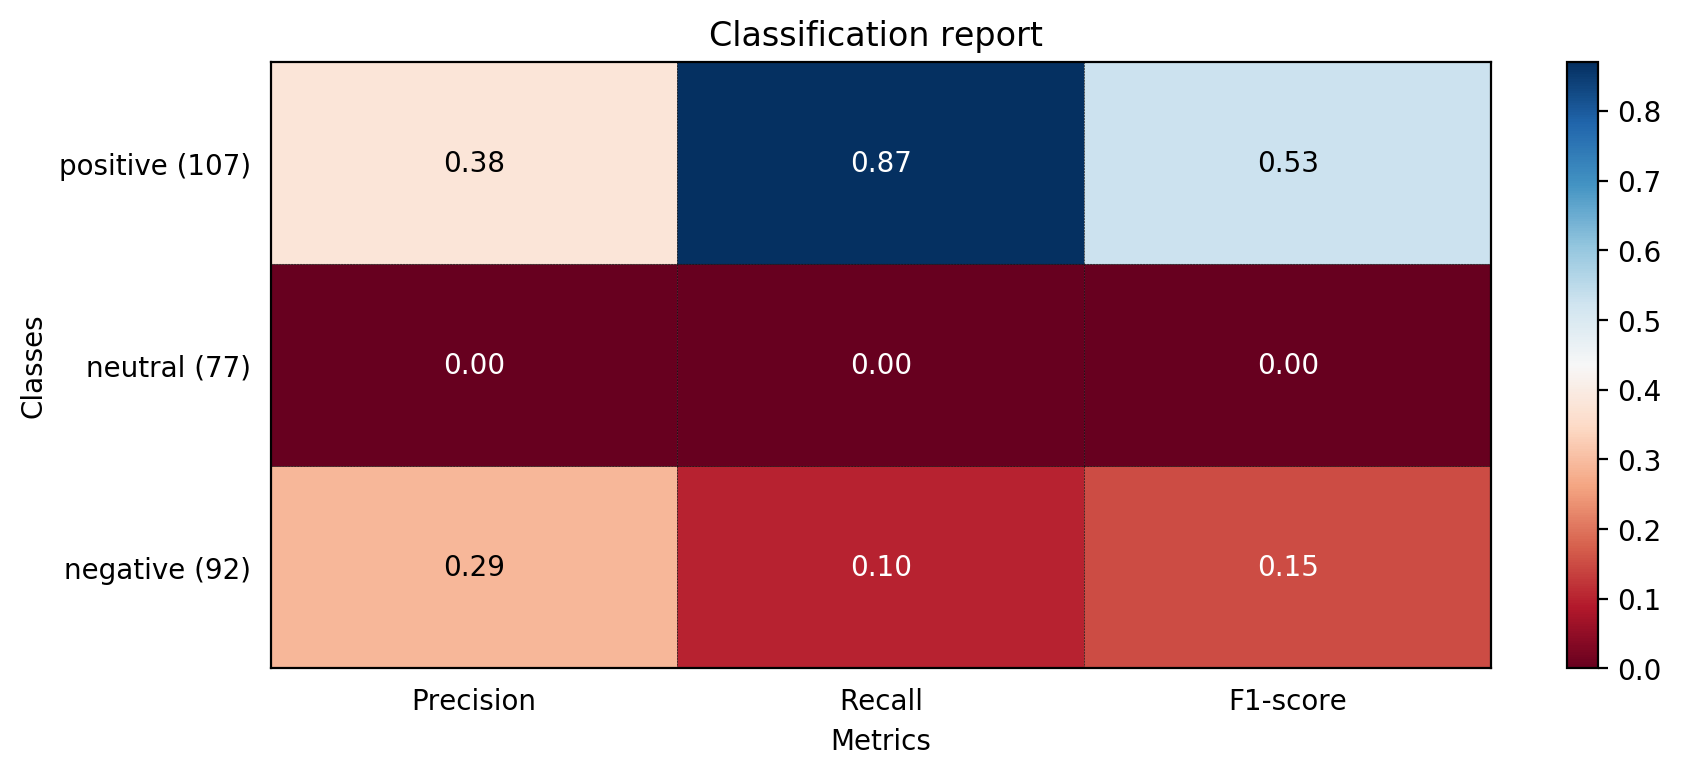 Classification report
positive (107)
0.38
0.87
0.53
neutral (77)
0.00
0.00
0.00
negative (92)
0.29
0.10
0.15
Classes
Precision
Recall
F1-score
Metrics
0.8
0.7
0.6
0.5
0.4
0.3
0.2
0.1
0.0